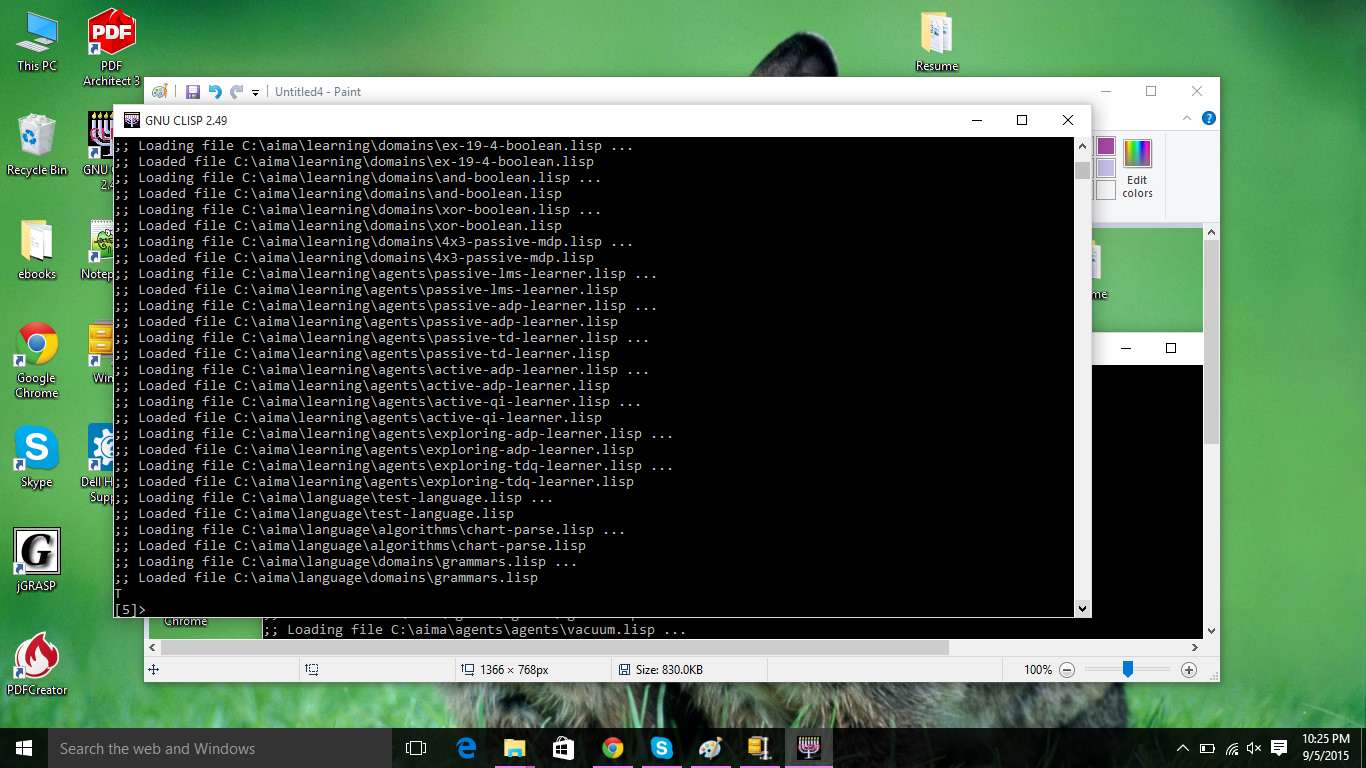 This PC
PDF
Architect 3
Resume
Untitled4 - Paint
GNU CLISP 2.49
Recycle Bin
GNU
2.4
Edit
colors
;; Loading file C:\aima\learning\domains\ex-19-4-boolean.lisp ...
;; Loaded file C:\aima\learning\domains\ex-19-4-boolean.lisp
;; Loading file C:\aima\learning\domains\and-boolean.lisp ...
;; Loaded file C:\aima\learning\domains\and-boolean.lisp
;; Loading file C:\aima\learning\domains\xor-boolean.lisp ...
;; Loaded file C:\aima\learning\domains\xor-boolean.lisp
;; Loading file C:\aima\learning\domains\4x3-passive-mdp.lisp ...
;; Loaded file C:\aima\learning\domains\4x3-passive-mdp.lisp
;; Loading file C:\aima\learning\agents\passive-lms-learner.lisp ...
;; Loaded file C:\aima\learning\agents\passive-lms-learner.lisp
;; Loading file C:\aima\learning\agents\passive-adp-learner.lisp ...
;; Loaded file C:\aima\learning\agents\passive-adp-learner.lisp
;; Loading file C:\aima\learning\agents\passive-td-learner.lisp ...
;; Loaded file C:\aima\learning\agents\passive-td-learner.lisp
;; Loading file C:\aima\learning\agents\active-adp-learner.lisp ...
;; Loaded file C:\aima\learning\agents\active-adp-learner.lisp
;; Loading file C:\aima\learning\agents\active-qi-learner.lisp ...
;; Loaded file C:\aima\learning\agents\active-qi-learner.lisp
;; Loading file C:\aima\learning\agents\exploring-adp-learner.lisp ...
;; Loaded file C:\aima\learning\agents\exploring-adp-learner.lisp
;; Loading file C:\aima\learning\agents\exploring-tdq-learner.lisp ...
;; Loaded file C:\aima\learning\agents\exploring-tdq-learner.lisp
;; Loading file C:\aima\language\test-language.lisp ...
;; Loaded file C:\aima\language\test-language.lisp
;; Loading file C:\aima\language\algorithms\chart-parse.lisp ...
;; Loaded file C:\aima\language\algorithms\chart-parse.lisp
;; Loading file C:\aima\language\domains\grammars.lisp ...
;; Loaded file C:\aima\language\domains\grammars.lisp
T
[5]>
ebooks
Notep
me
Google
Chrome
Win
Skype
Dell H
Supp
jGRASP
PDFCreator
Chrome
;; Loading file C:\aima\agents\agents\vacuum.lisp ...
1366 × 768px
Size: 830.0KB
100%
Search the web and Windows
10:25 PM
9/5/2015